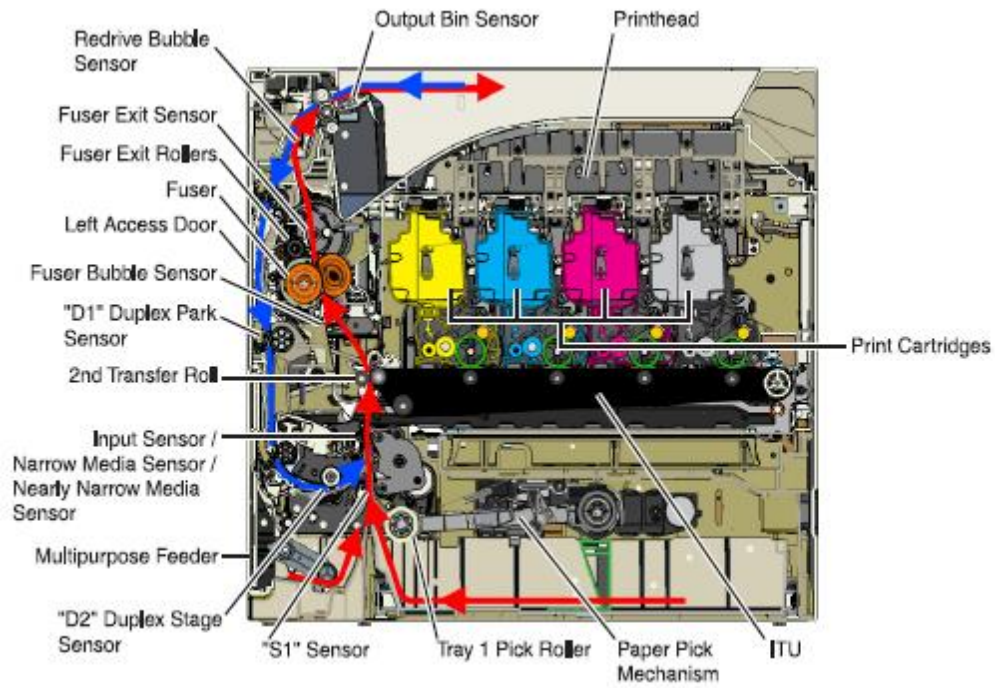 Output Bin Sensor
Printhead
Redrive Bubble
Sensor
Fuser Exit Sensor
Fuser Exit Rollers
Fuser
Left Access Door
Fuser Bubble Sensor
"D1" Duplex Park
Sensor
2nd Transfer Roll
Print Cartridges
Input Sensor /
Narrow Media Sensor /
Nearly Narrow Media
Sensor
Multipurpose Feeder
"D2" Duplex Stage
Sensor
"S1" Sensor
Tray 1 Pick Roller
Paper Pick
Mechanism
ITU